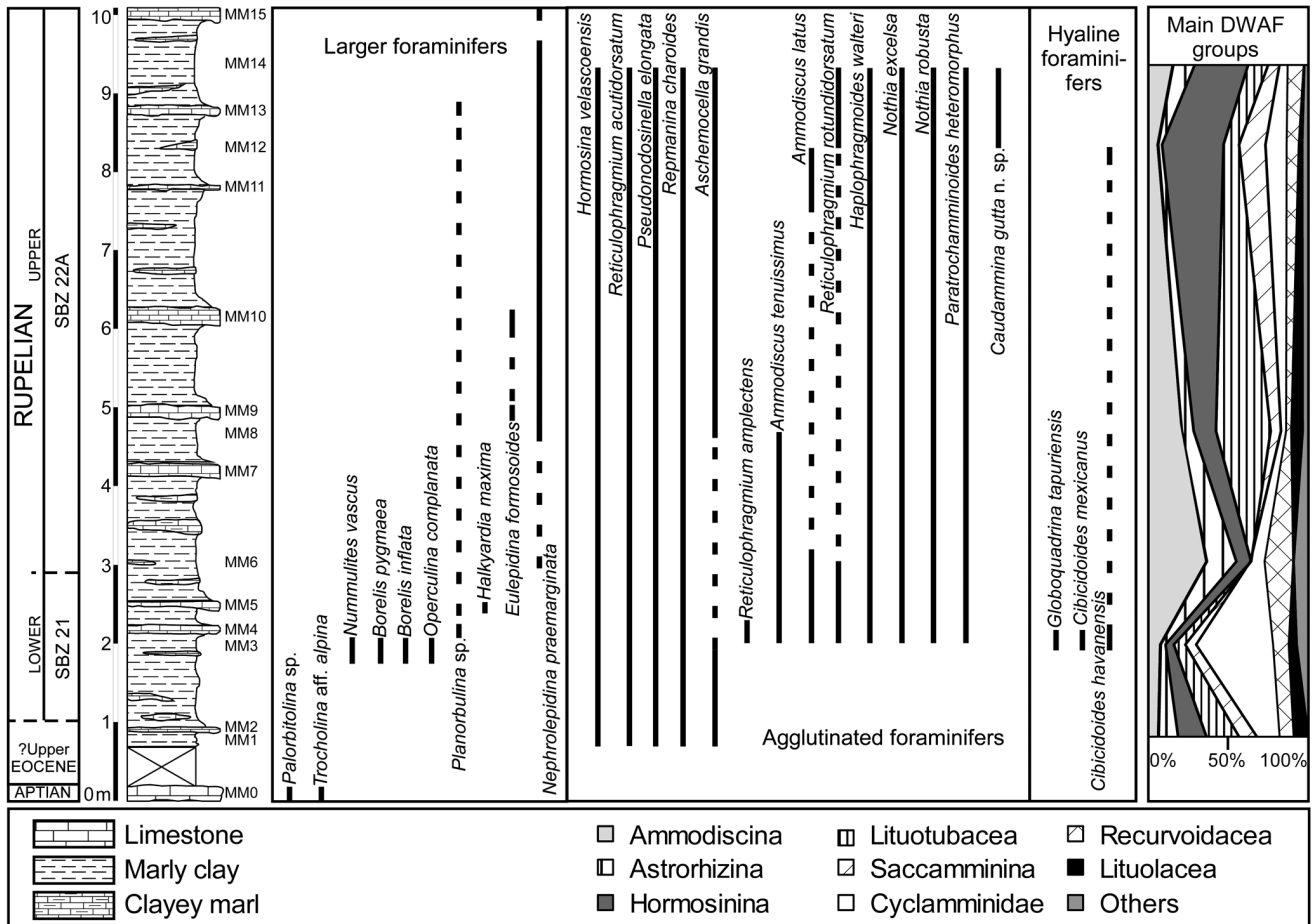 RUPELIAN
UPPER
LOWER
SBZ 22A
SBZ 21
?Upper
EOCENE
APTIAN
10
9
8
7
6
5
4
3
2
1
0 m
MM15
MM14
MM13
MM12
MM11
MM10
MM9
MM8
MM7
MM6
MM5
MM4
MM3
MM2
MM1
MM0
Larger foraminifers
Palorbitolina sp.
Trocholina aff. alpina
Nummulites vascus
Borelis pygmaea
Borelis inflata
Operculina complanata
Planorbulina sp.
Halkyardia maxima
Eulepidina formosoides
Nephrolepidina praemarginata
Hormosina velascoensis
Reticulophragmium acutidorsatum
Pseudonodosinella elongata
Repmanina charoides
Aschemocella grandis
Reticulophragmium amplectens
Ammodiscus tenuissimus
Ammodiscus latus
Reticulophragmium rotundidorsatum
Haplophragmoides walteri
Nothia excelsa
Nothia robusta
Paratrochamminoides heteromorphus
Caudammina gutta n. sp.
Agglutinated foraminifers
Hyaline
foramini-
fers
Globoquadrina tapuriensis
Cibicidoides mexicanus
Cibicidoides havanensis
Main DWAF
groups
0% 50% 100%
Limestone
Marly clay
Clayey marl
Ammodiscina
Astrorhizina
Hormosinina
Lituotubacea
Saccamminina
Cyclamminidae
Recurvoidacea
Lituolacea
Others